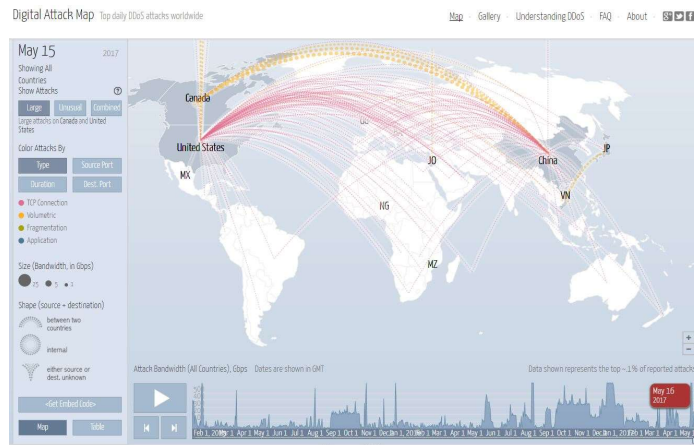 Digital Attack Map Top daily DDoS attacks worldwide
Map · Gallery · Understanding DDoS · FAQ · About
May 15 2017
Showing All
Countries
Show Attacks
Large Unusual Combined
Large attacks on Canada and United
States
Color Attacks By
Type Source Port
Duration Dest. Port
TCP Connection
Volumetric
Fragmentation
Application
Size (Bandwidth, in Gbps)
25 5 1
Shape (source + destination)
between two
countries
internal
either source or
dest. unknown
<Get Embed Code>
Map Table
Canada
United States
MX
JO
NG
MZ
China
JP
VN
+
−
Attack Bandwidth (All Countries), Gbps Dates are shown in GMT
Data shown represents the top ~1% of reported attacks
May 16
2017